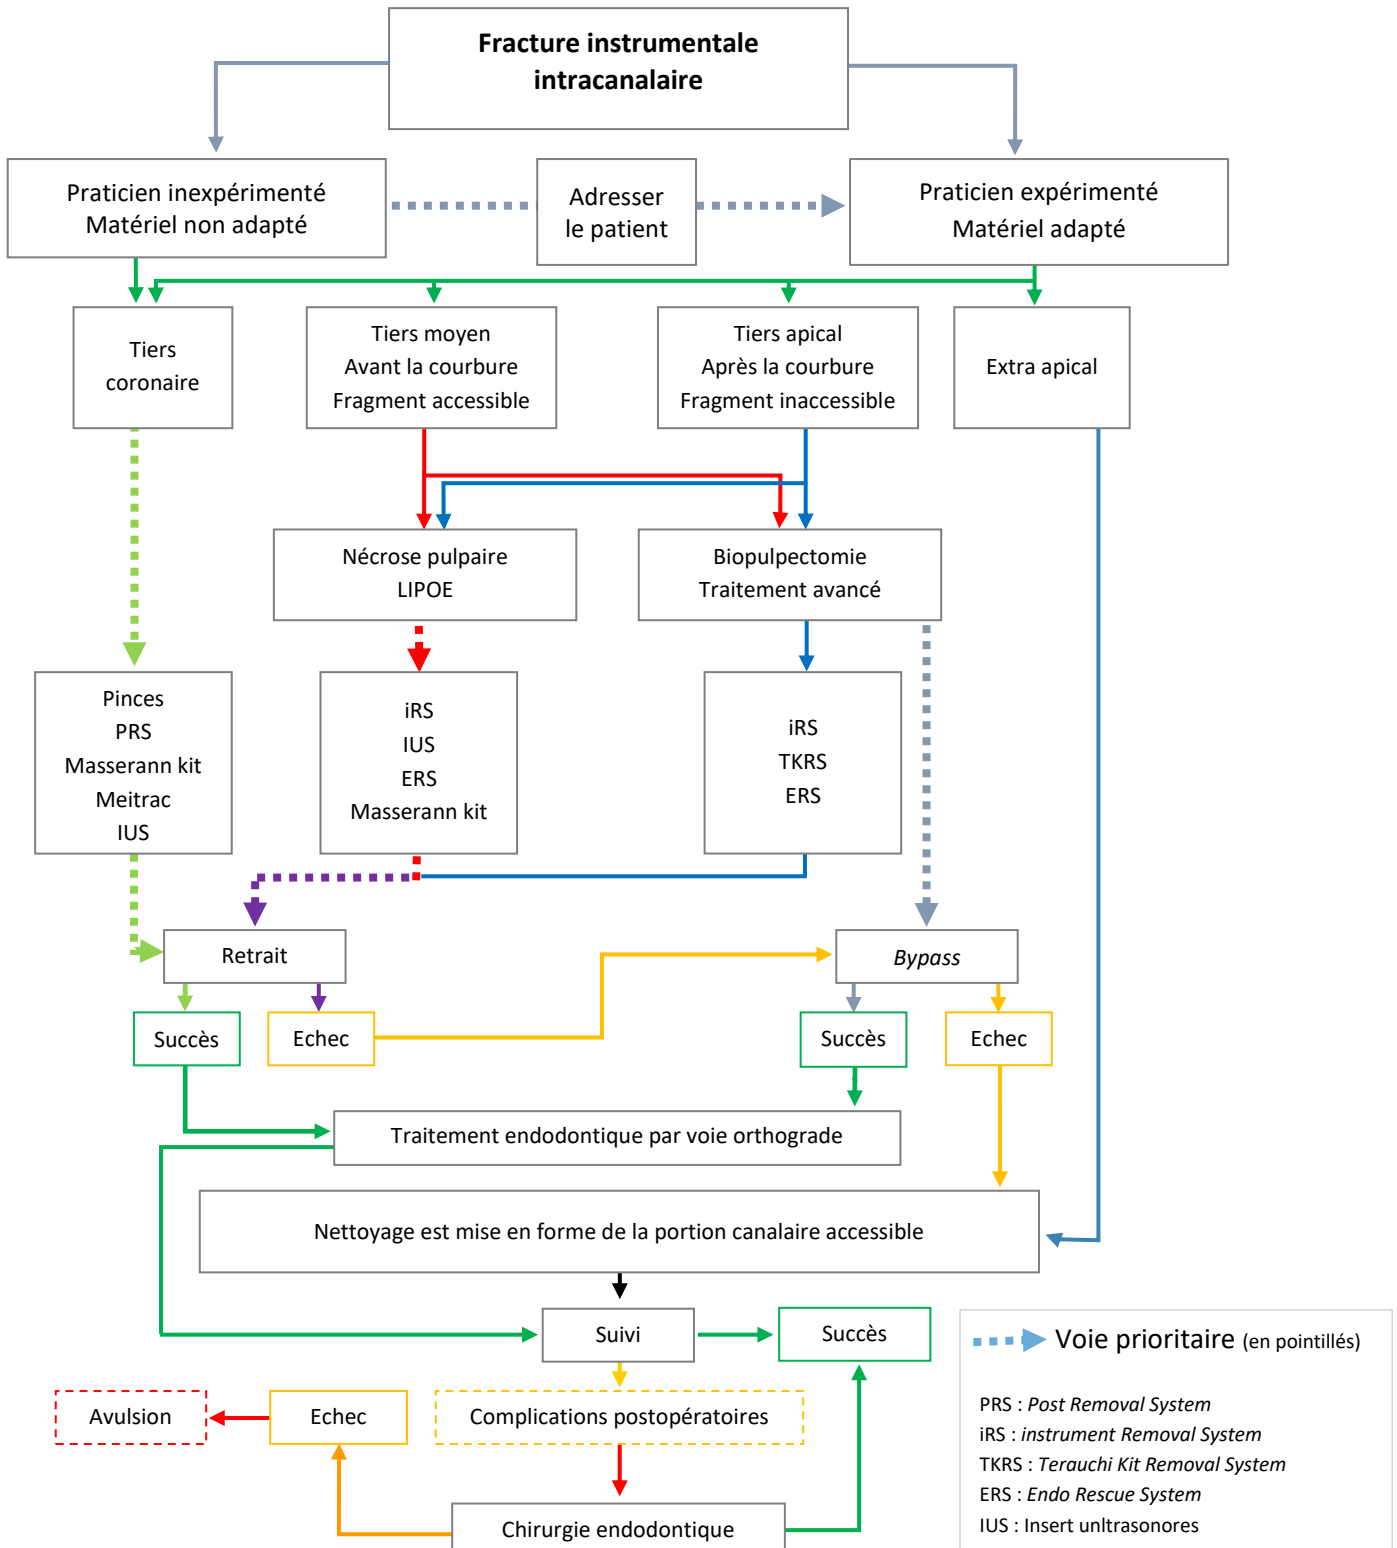 Fracture instrumentale
intracanalaire
Praticien inexpérimenté
Matériel non adapté
Adresser
le patient
Praticien expérimenté
Matériel adapté
Tiers
coronaire
Tiers moyen
Avant la courbure
Fragment accessible
Tiers apical
Après la courbure
Fragment inaccessible
Extra apical
Nécrose pulpaire
LIPOE
Biopulpectomie
Traitement avancé
Pinces
PRS
Masserann kit
Meitrac
IUS
iRS
IUS
ERS
Masserann kit
iRS
TKRS
ERS
Retrait
Bypass
Succès
Echec
Succès
Echec
Traitement endodontique par voie orthograde
Nettoyage est mise en forme de la portion canalaire accessible
Suivi
Succès
Avulsion
Echec
Complications postopératoires
Chirurgie endodontique
Voie prioritaire (en pointillés)
PRS : Post Removal System
iRS : instrument Removal System
TKRS : Terauchi Kit Removal System
ERS : Endo Rescue System
IUS : Insert unltrasonores